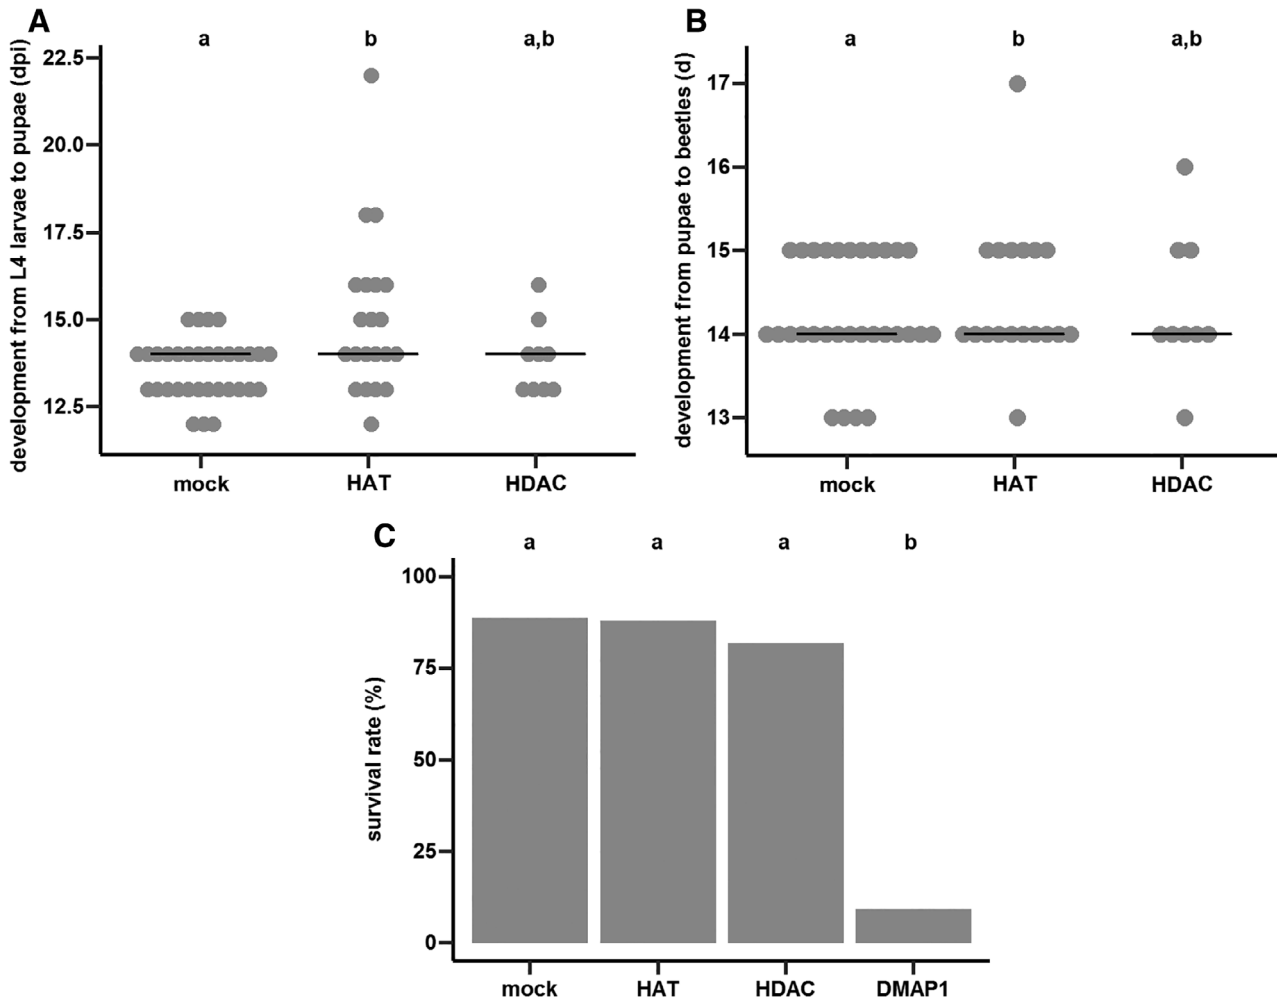 A
a b a,b
development from L4 larvae to pupae (dpi)
22.5
20.0
17.5
15.0
12.5
mock HAT HDAC
B
a b a,b
development from pupae to beetles (d)
17
16
15
14
13
mock HAT HDAC
C
a a a b
survival rate (%)
100
75
50
25
0
mock HAT HDAC DMAP1